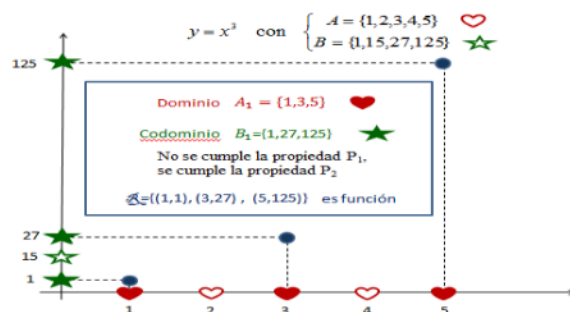 y = x³ con { A = {1,2,3,4,5}
B = {1,15,27,125}
125
Dominio A₁ = {1,3,5}
Codominio B₁={1,27,125}
No se cumple la propiedad P₁,
se cumple la propiedad P₂
ℛ={(1,1), (3,27) , (5,125)} es función
27
15
1
1 2 3 4 5